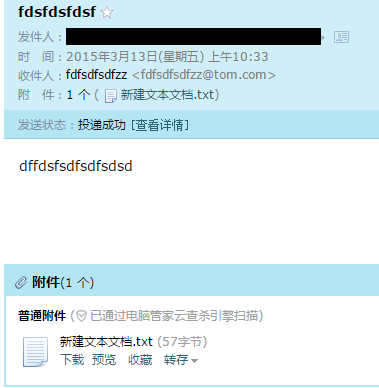 fdsfdsfdsf
发件人：
时　间：2015年3月13日(星期五) 上午10:33
收件人：fdfsdfsdfzz <fdfsdfsdfzz@tom.com>
附　件：1 个 ( 新建文本文档.txt)
发送状态：投递成功 [查看详情]
dffdsfsdfsdfsdsd
附件(1 个)
普通附件 (已通过电脑管家云查杀引擎扫描)
新建文本文档.txt (57字节)
下载 预览 收藏 转存